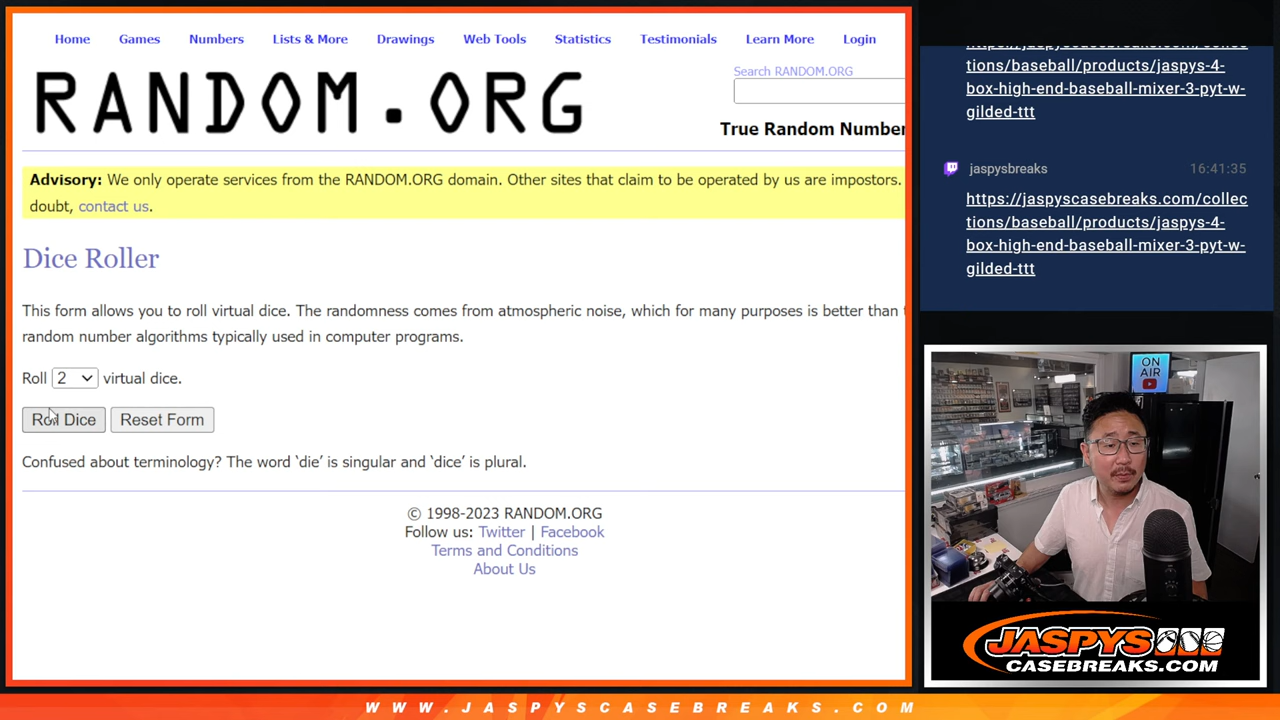 Home Games Numbers Lists & More Drawings Web Tools Statistics Testimonials Learn More Login
RANDOM.ORG
Search RANDOM.ORG
True Random Number
Advisory: We only operate services from the RANDOM.ORG domain. Other sites that claim to be operated by us are impostors.
doubt, contact us.
Dice Roller
This form allows you to roll virtual dice. The randomness comes from atmospheric noise, which for many purposes is better than
random number algorithms typically used in computer programs.
Roll 2 virtual dice.
Roll Dice Reset Form
Confused about terminology? The word ‘die’ is singular and ‘dice’ is plural.
© 1998-2023 RANDOM.ORG
Follow us: Twitter | Facebook
Terms and Conditions
About Us
https://jaspyscasebreaks.com/collec
tions/baseball/products/jaspys-4-
box-high-end-baseball-mixer-3-pyt-w-
gilded-ttt
jaspysbreaks 16:41:35
https://jaspyscasebreaks.com/collec
tions/baseball/products/jaspys-4-
box-high-end-baseball-mixer-3-pyt-w-
gilded-ttt
ON
AIR
JASPYS
CASEBREAKS.COM
WWW.JASPYSCASEBREAKS.COM